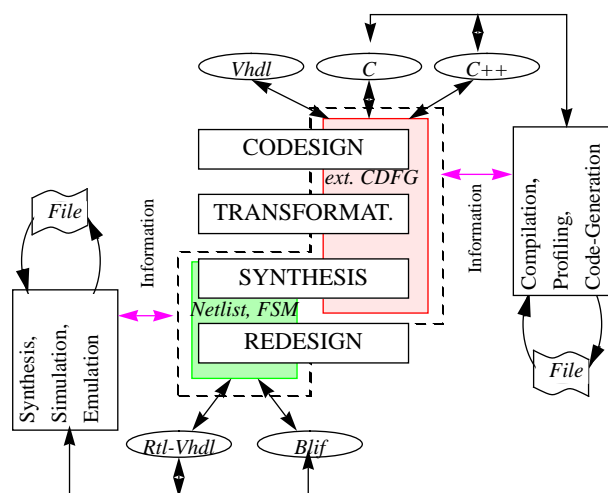 Vhdl
C
C++
CODESIGN
ext. CDFG
TRANSFORMAT.
SYNTHESIS
Netlist, FSM
REDESIGN
Information
Information
Compilation,
Profiling,
Code-Generation
File
File
Synthesis,
Simulation,
Emulation
Rtl-Vhdl
Blif